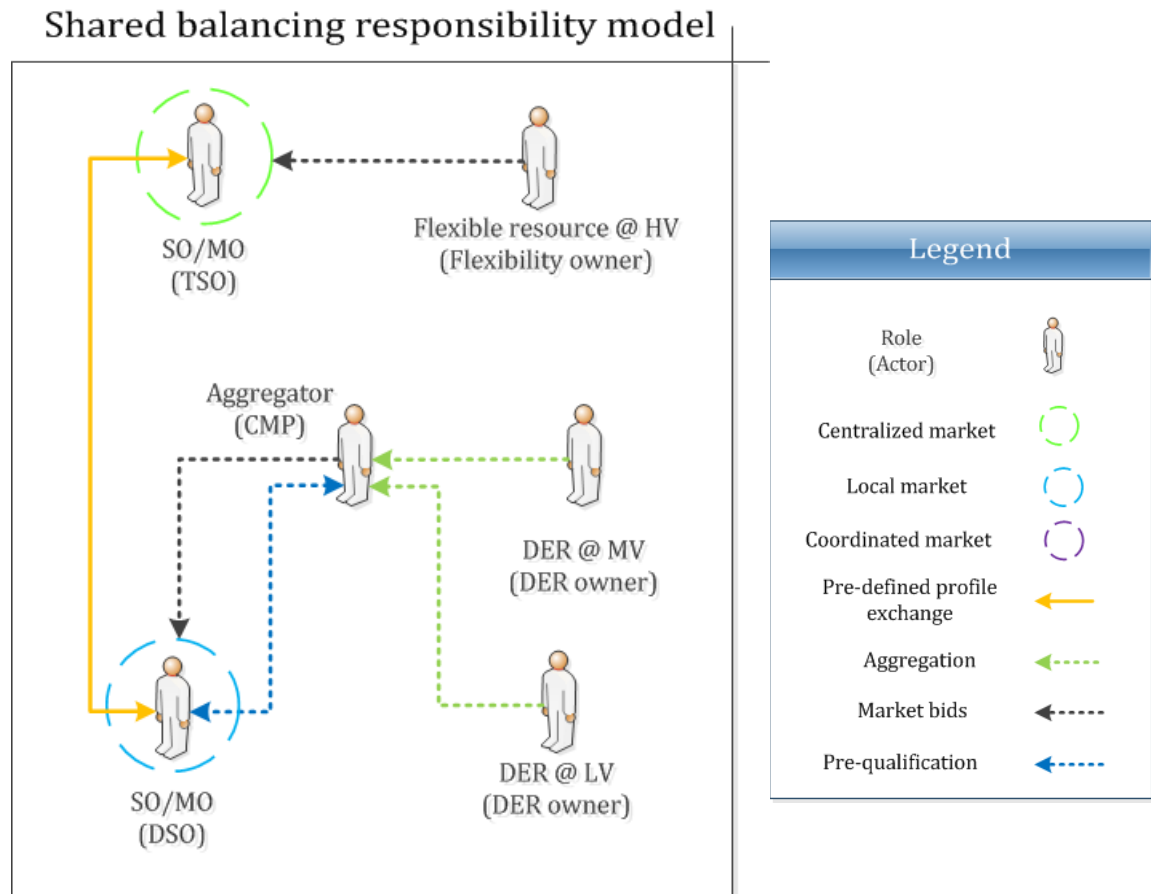 Shared balancing responsibility model
SO/MO
(TSO)
Flexible resource @ HV
(Flexibility owner)
Aggregator
(CMP)
DER @ MV
(DER owner)
DER @ LV
(DER owner)
SO/MO
(DSO)
Legend
Role
(Actor)
Centralized market
Local market
Coordinated market
Pre-defined profile
exchange
Aggregation
Market bids
Pre-qualification